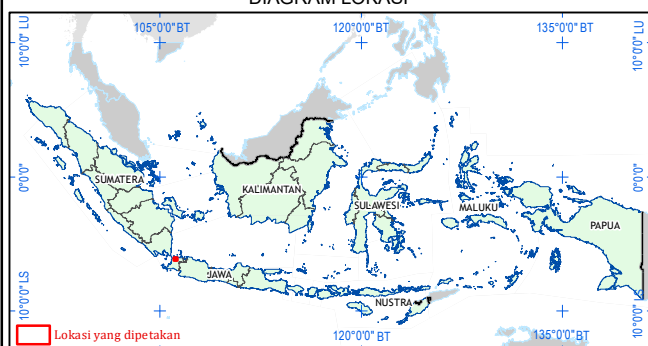 DIAGRAM LOKASI
105°0'0" BT
120°0'0" BT
135°0'0" BT
10°0'0" LU
10°0'0" LU
0°0'0"
0°0'0"
SUMATERA
KALIMANTAN
SULAWESI
MALUKU
PAPUA
JAWA
NUSTRA
10°0'0" LS
10°0'0" LS
Lokasi yang dipetakan
120°0'0" BT
135°0'0" BT